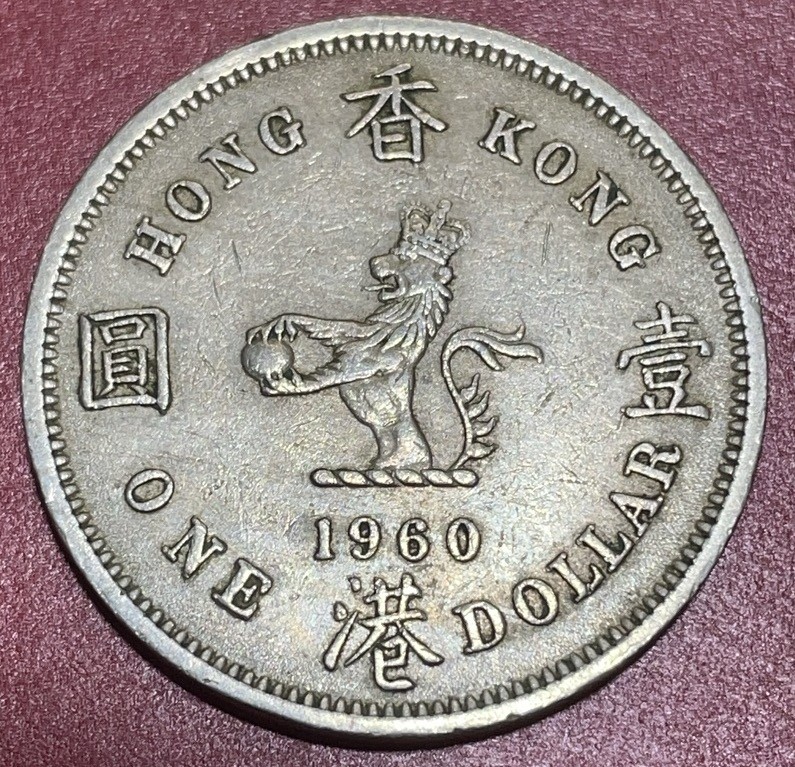 HONG KONG
香港
壹圓
1960
ONE DOLLAR